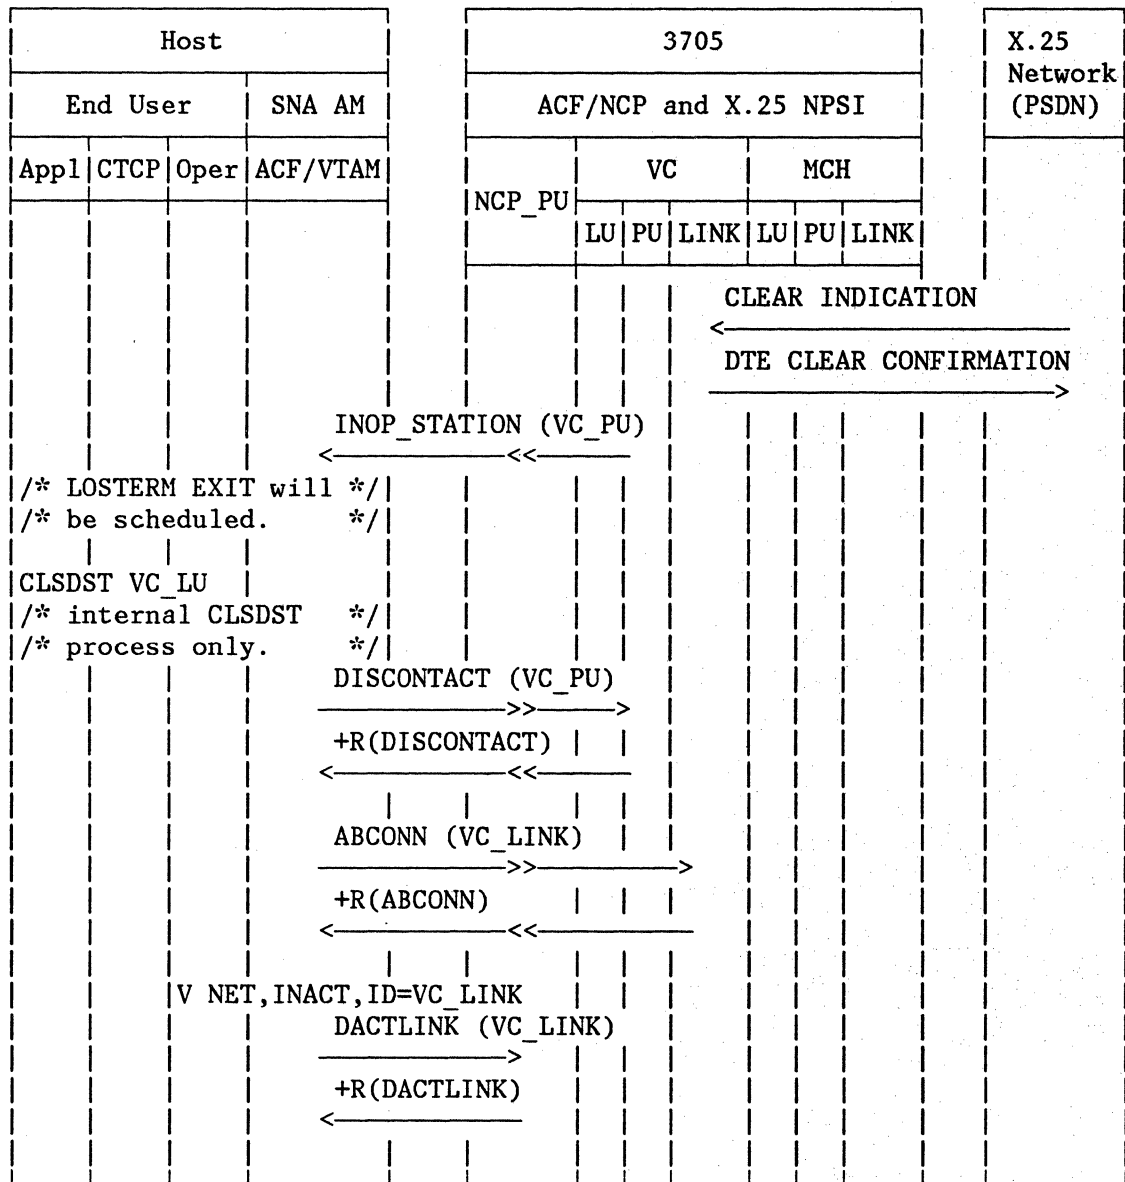 Host 3705 X.25
Network
End User SNA AM ACF/NCP and X.25 NPSI (PSDN)
Appl CTCP Oper ACF/VTAM VC MCH
NCP_PU
LU PU LINK LU PU LINK
CLEAR INDICATION
DTE CLEAR CONFIRMATION
INOP_STATION (VC_PU)
/* LOSTERM EXIT will */
/* be scheduled. */
CLSDST VC_LU
/* internal CLSDST */
/* process only. */
DISCONTACT (VC_PU)
+R(DISCONTACT)
ABCONN (VC_LINK)
+R(ABCONN)
V NET,INACT,ID=VC_LINK
DACTLINK (VC_LINK)
+R(DACTLINK)